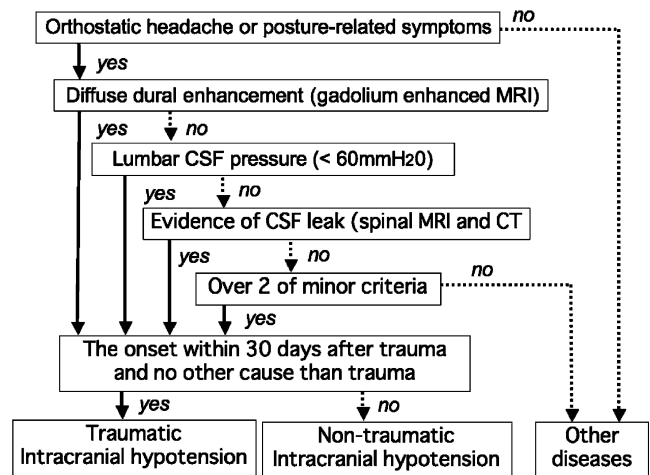 Orthostatic headache or posture-related symptoms
no
yes
Diffuse dural enhancement (gadolium enhanced MRI)
yes
no
Lumbar CSF pressure (< 60mmH20)
yes
no
Evidence of CSF leak (spinal MRI and CT
yes
no
Over 2 of minor criteria
no
yes
The onset within 30 days after trauma
and no other cause than trauma
yes
no
Traumatic
Intracranial hypotension
Non-traumatic
Intracranial hypotension
Other
diseases